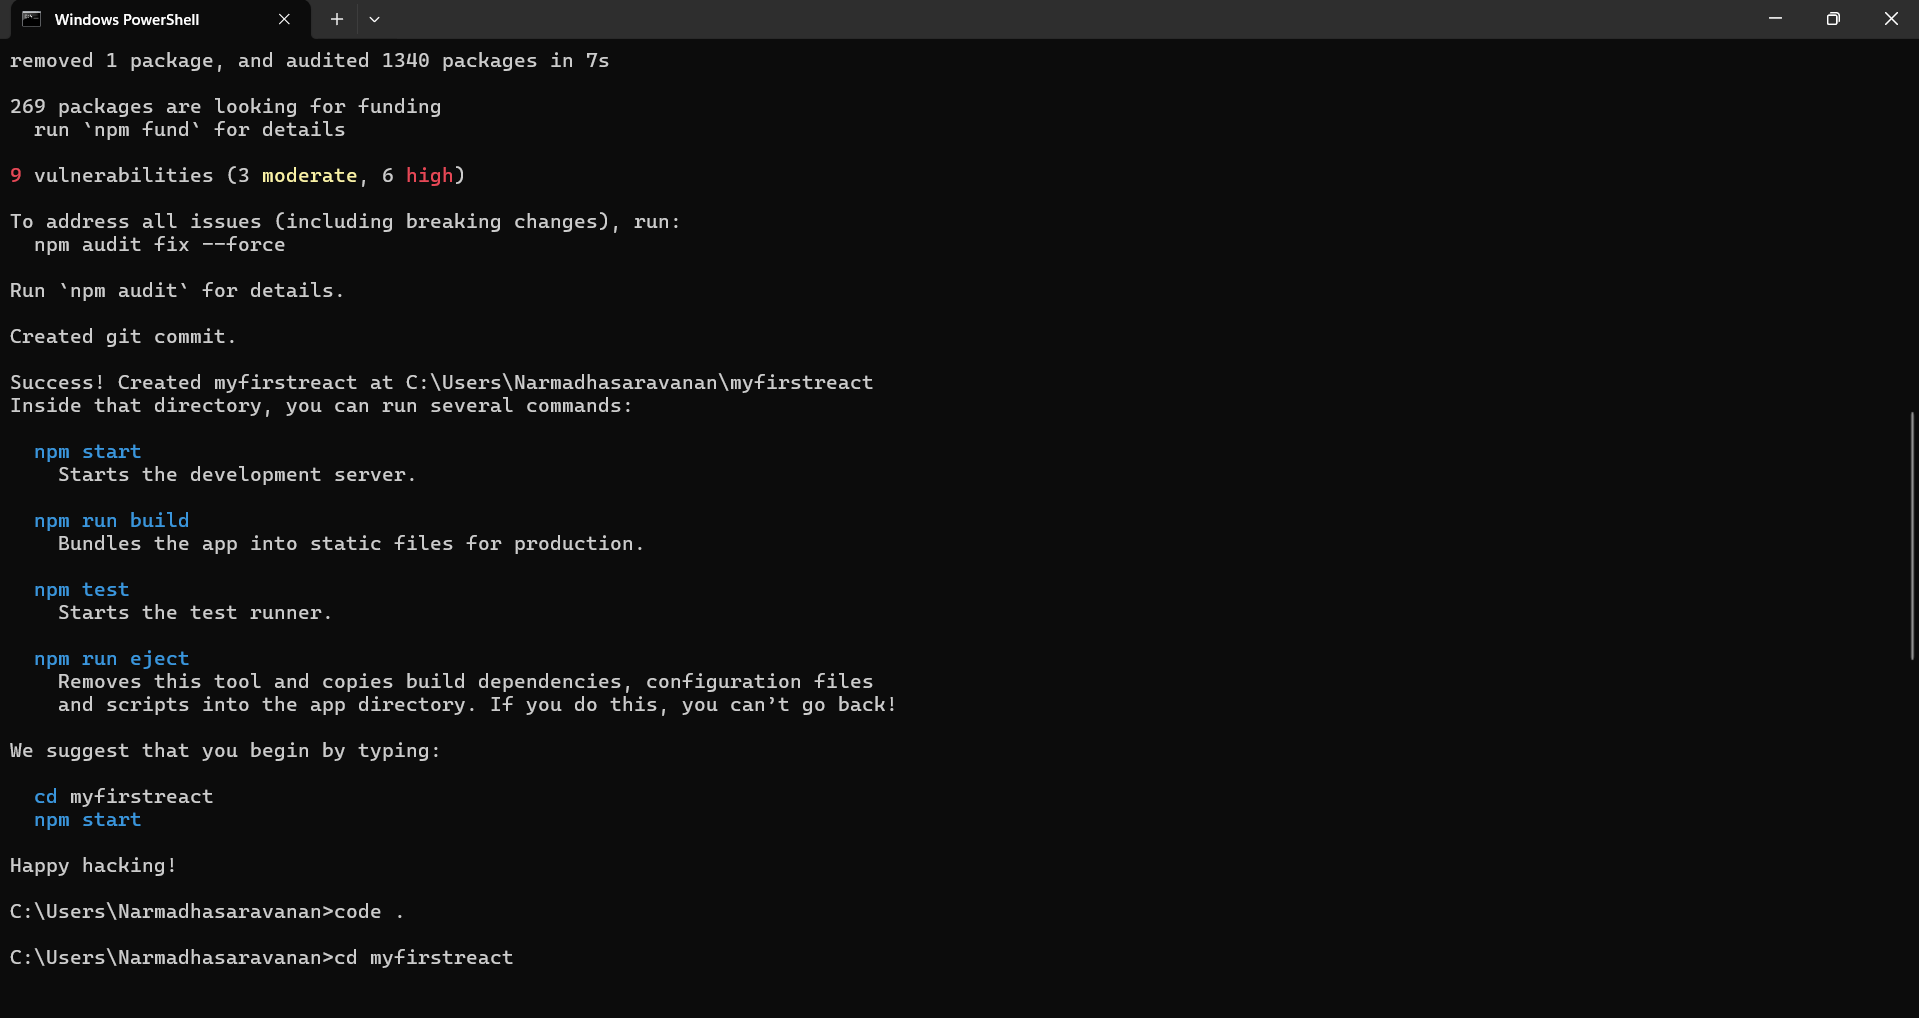 Windows PowerShell
removed 1 package, and audited 1340 packages in 7s
269 packages are looking for funding
  run `npm fund` for details
9 vulnerabilities (3 moderate, 6 high)
To address all issues (including breaking changes), run:
  npm audit fix --force
Run `npm audit` for details.
Created git commit.
Success! Created myfirstreact at C:\Users\Narmadhasaravanan\myfirstreact
Inside that directory, you can run several commands:
  npm start
    Starts the development server.
  npm run build
    Bundles the app into static files for production.
  npm test
    Starts the test runner.
  npm run eject
    Removes this tool and copies build dependencies, configuration files
    and scripts into the app directory. If you do this, you can’t go back!
We suggest that you begin by typing:
  cd myfirstreact
  npm start
Happy hacking!
C:\Users\Narmadhasaravanan>code .
C:\Users\Narmadhasaravanan>cd myfirstreact